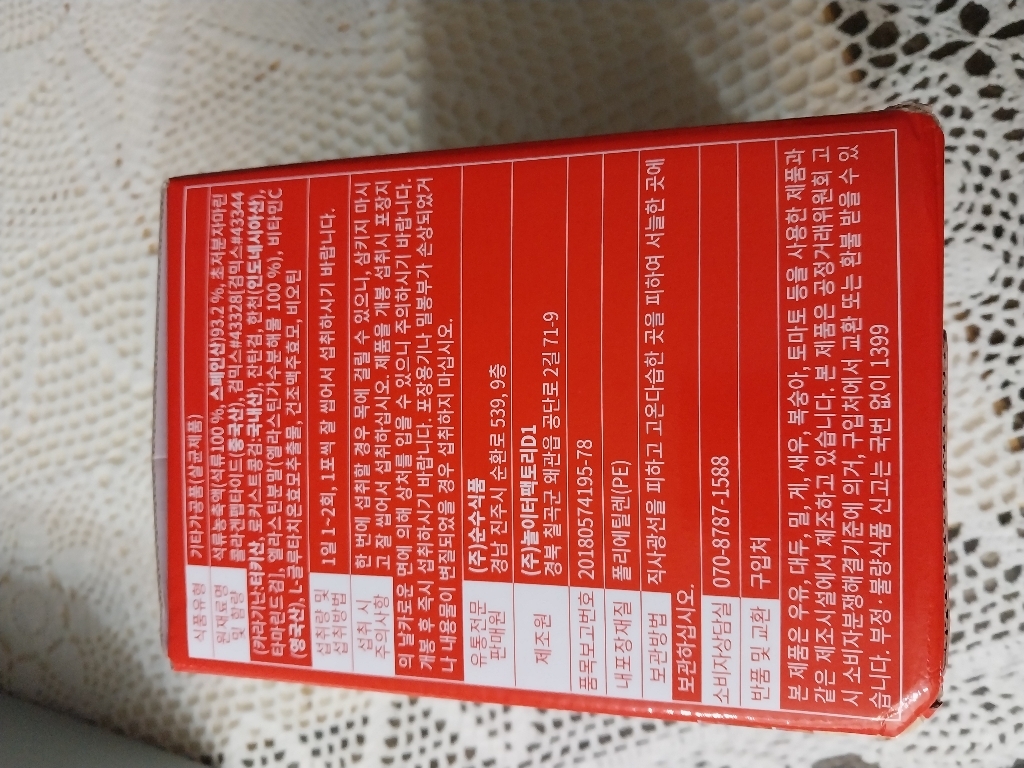 식품유형 기타가공품(살균제품)
원재료명 및 함량 석류농축액(석류100 %, 스페인산)93.2 %, 초저분자마린
콜라겐펩타이드(중국산), 검믹스#43328[검믹스#43344
(카라기난:터키산, 로커스트콩검:국내산), 잔탄검, 한천(인도네시아산),
타마린드검], 엘라스틴분말(엘라스틴가수분해물 100 %), 비타민C
(영국산), L-글루타치온효모추출물, 건조맥주효모, 비오틴
섭취량 및 섭취방법 1일 1~2회, 1포씩 잘 씹어서 섭취하시기 바랍니다.
섭취 시 주의사항 한 번에 섭취할 경우 목에 걸릴 수 있으니, 삼키지 마시
고 잘 씹어서 섭취하십시오. 제품을 개봉 섭취시 포장지
의 날카로운 면에 의해 상처를 입을 수 있으니 주의하시기 바랍니다.
개봉 후 즉시 섭취하시기 바랍니다. 포장용기나 밀봉부가 손상되었거
나 내용물이 변질되었을 경우 섭취하지 마십시오.
유통전문 판매원 (주)순수식품
경남 진주시 순환로 539, 9층
제조원 (주)놀이터팩토리D1
경북 칠곡군 왜관읍 공단로2길 71-9
품목보고번호 20180574195-78
내포장재질 폴리에틸렌(PE)
보관방법 직사광선을 피하고 고온다습한 곳을 피하여 서늘한 곳에
보관하십시오.
소비자상담실 070-8787-1588
반품 및 교환 구입처
본 제품은 우유, 대두, 밀, 게, 새우, 복숭아, 토마토 등을 사용한 제품과
같은 제조시설에서 제조하고 있습니다. 본 제품은 공정거래위원회 고
시 소비자분쟁해결기준에 의거, 구입처에서 교환 또는 환불 받을 수 있
습니다. 부정·불량식품 신고는 국번 없이 1399